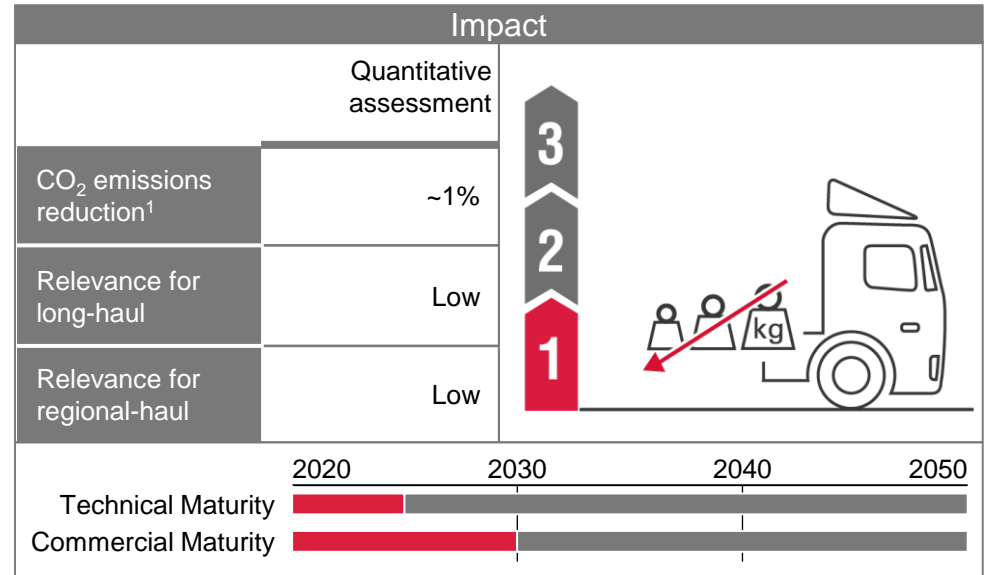 Impact
Quantitative
assessment
CO₂ emissions
reduction¹
~1%
Relevance for
long-haul
Low
Relevance for
regional-haul
Low
3
2
1
kg
2020 2030 2040 2050
Technical Maturity
Commercial Maturity